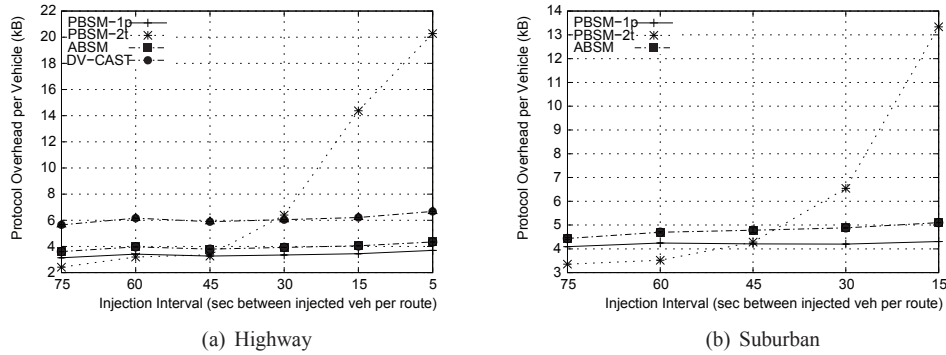 PBSM-1p
PBSM-2t
ABSM
DV-CAST
Protocol Overhead per Vehicle (kB)
22
20
18
16
14
12
10
8
6
4
2
75 60 45 30 15 5
Injection Interval (sec between injected veh per route)
(a) Highway
PBSM-1p
PBSM-2t
ABSM
Protocol Overhead per Vehicle (kB)
14
13
12
11
10
9
8
7
6
5
4
3
75 60 45 30 15
Injection Interval (sec between injected veh per route)
(b) Suburban